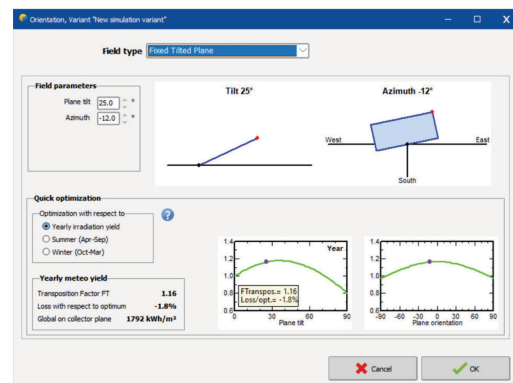 Orientation, Variant "New simulation variant"
Field type Fixed Tilted Plane
Field parameters
Plane tilt 25.0 °
Azimuth -12.0 °
Tilt 25°
Azimuth -12°
West East
South
Quick optimization
Optimization with respect to
Yearly irradiation yield
Summer (Apr-Sep)
Winter (Oct-Mar)
?
Yearly meteo yield
Transposition Factor FT 1.16
Loss with respect to optimum -1.8%
Global on collector plane 1792 kWh/m²
Year
1.4
1.2
1.0
0.8
0.6
FTranspos.= 1.16
Loss/opt.= -1.8%
0 30 60 90
Plane tilt
1.4
1.2
1.0
0.8
0.6
-90 -60 -30 0 30 60 90
Plane orientation
Cancel
OK